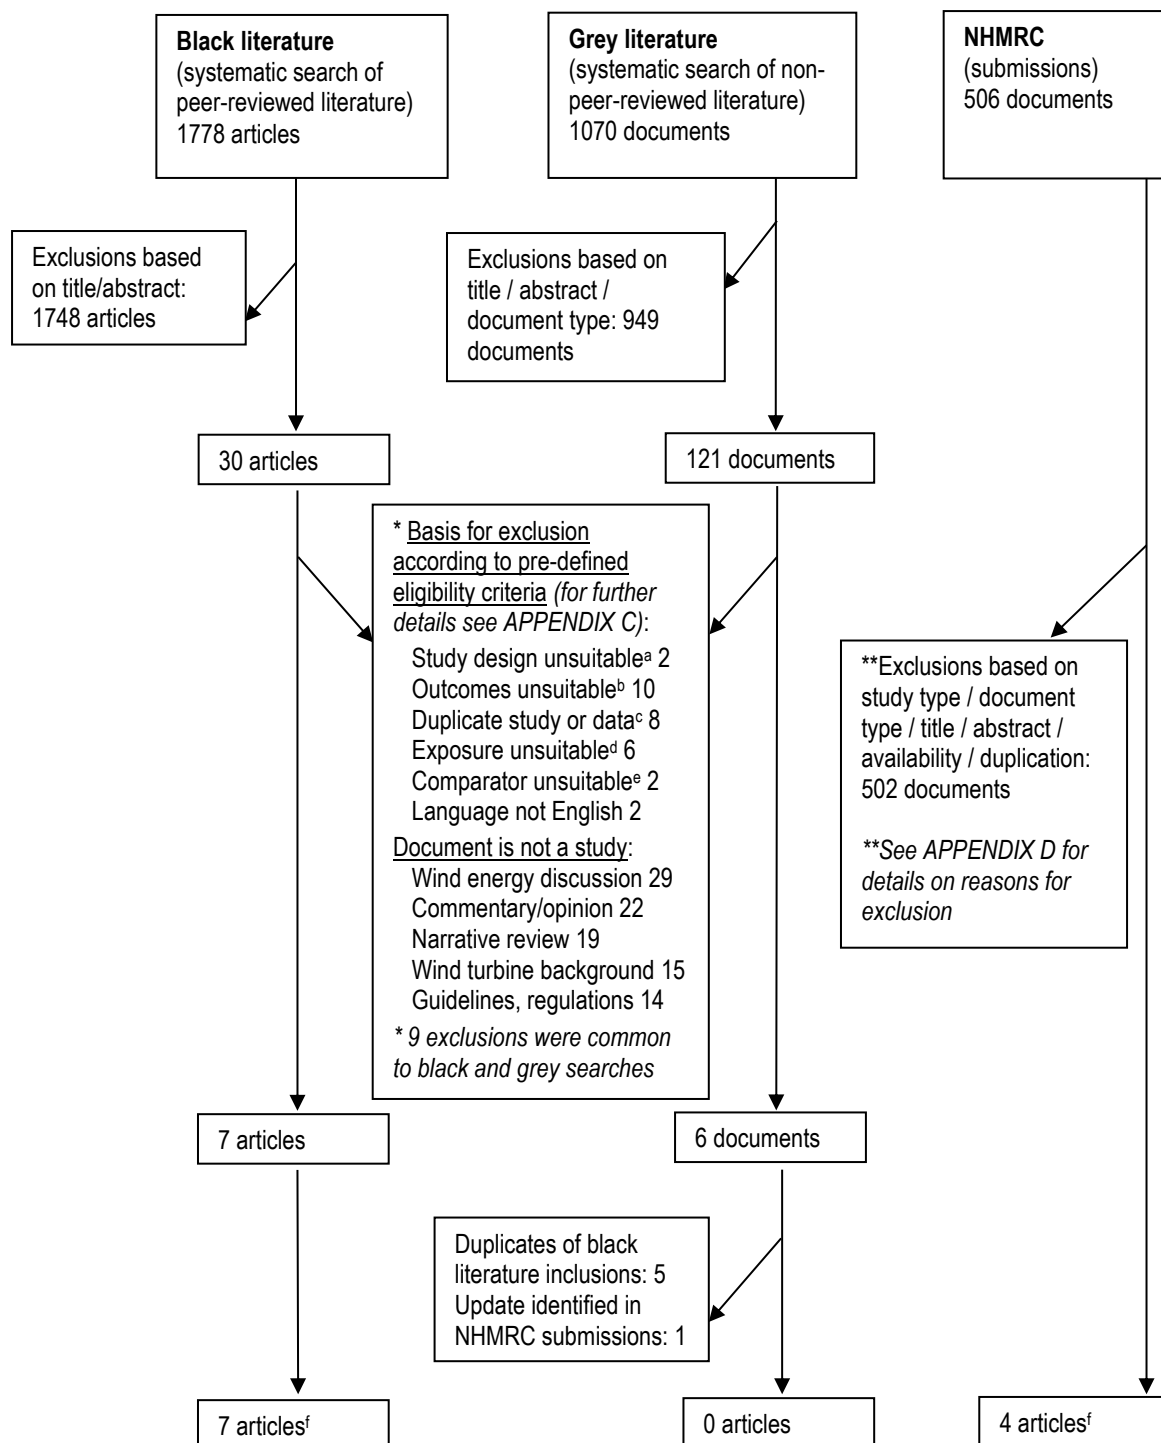 Black literature
(systematic search of
peer-reviewed literature)
1778 articles
Grey literature
(systematic search of non-
peer-reviewed literature)
1070 documents
NHMRC
(submissions)
506 documents
Exclusions based
on title/abstract:
1748 articles
Exclusions based on
title / abstract /
document type: 949
documents
30 articles
121 documents
* Basis for exclusion
according to pre-defined
eligibility criteria (for further
details see APPENDIX C):
Study design unsuitableᵃ 2
Outcomes unsuitableᵇ 10
Duplicate study or dataᶜ 8
Exposure unsuitableᵈ 6
Comparator unsuitableᵉ 2
Language not English 2
Document is not a study:
Wind energy discussion 29
Commentary/opinion 22
Narrative review 19
Wind turbine background 15
Guidelines, regulations 14
* 9 exclusions were common
to black and grey searches
**Exclusions based on
study type / document
type / title / abstract /
availability / duplication:
502 documents
**See APPENDIX D for
details on reasons for
exclusion
7 articles
6 documents
Duplicates of black
literature inclusions: 5
Update identified in
NHMRC submissions: 1
7 articlesᶠ
0 articles
4 articlesᶠ